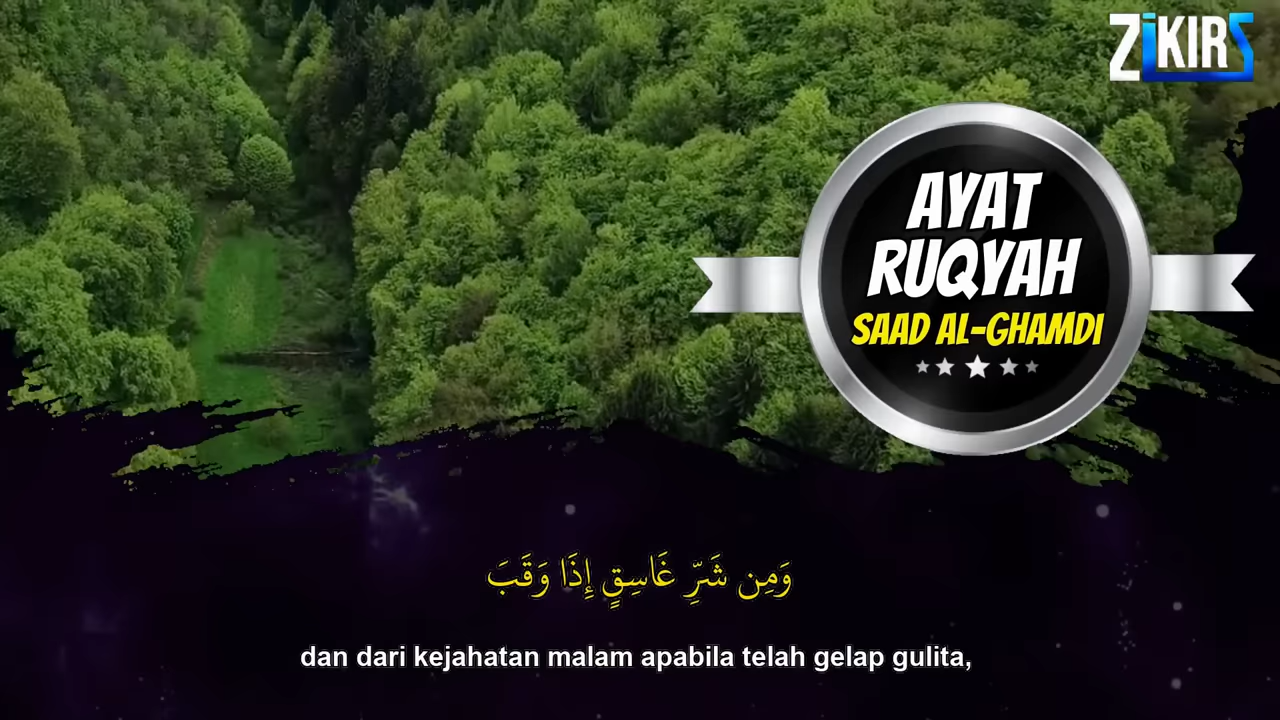 ZiKIRS
AYAT
RUQYAH
SAAD AL-GHAMDI
وَمِن شَرِّ غَاسِقٍ إِذَا وَقَبَ
dan dari kejahatan malam apabila telah gelap gulita,